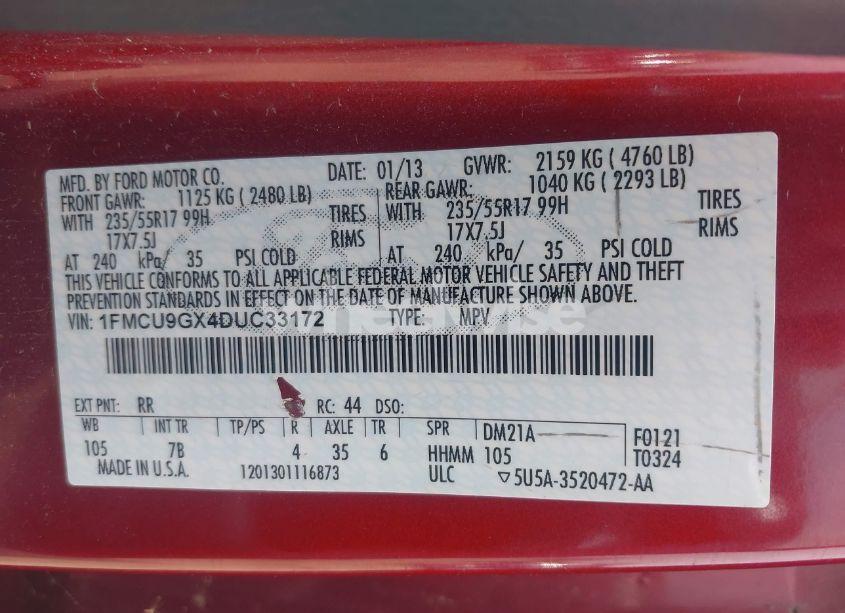 MFD. BY FORD MOTOR CO. DATE: 01/13 GVWR: 2159 KG ( 4760 LB)
FRONT GAWR: 1125 KG ( 2480 LB) REAR GAWR: 1040 KG ( 2293 LB)
WITH 235/55R17 99H TIRES WITH 235/55R17 99H TIRES
17X7.5J RIMS 17X7.5J RIMS
AT 240 kPa/ 35 PSI COLD AT 240 kPa/ 35 PSI COLD
THIS VEHICLE CONFORMS TO ALL APPLICABLE FEDERAL MOTOR VEHICLE SAFETY AND THEFT
PREVENTION STANDARDS IN EFFECT ON THE DATE OF MANUFACTURE SHOWN ABOVE.
VIN: 1FMCU9GX4DUC33172 TYPE: MPV
EXT PNT: RR RC: 44 DSO:
WB INT TR TP/PS R AXLE TR SPR DM21A F0121
105 7B 4 35 6 HHMM 105 T0324
MADE IN U.S.A. 1201301116873 ULC ▽5U5A-3520472-AA